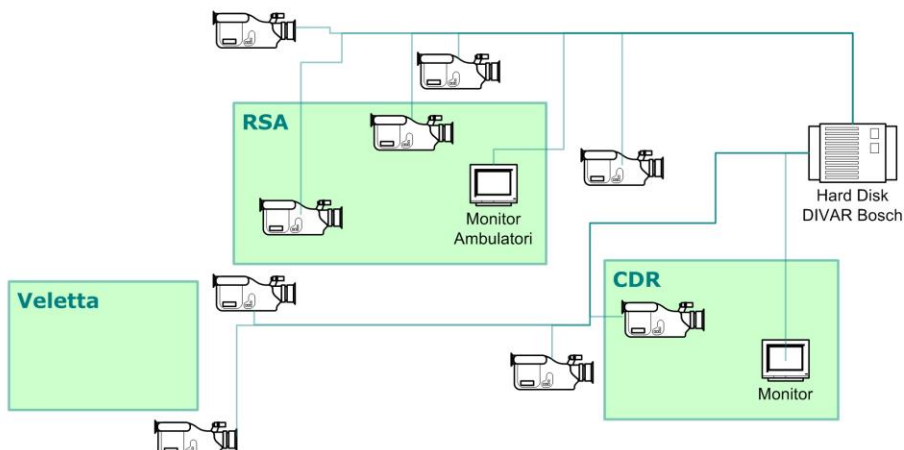 RSA
Monitor
Ambulatori
Hard Disk
DIVAR Bosch
Veletta
CDR
Monitor